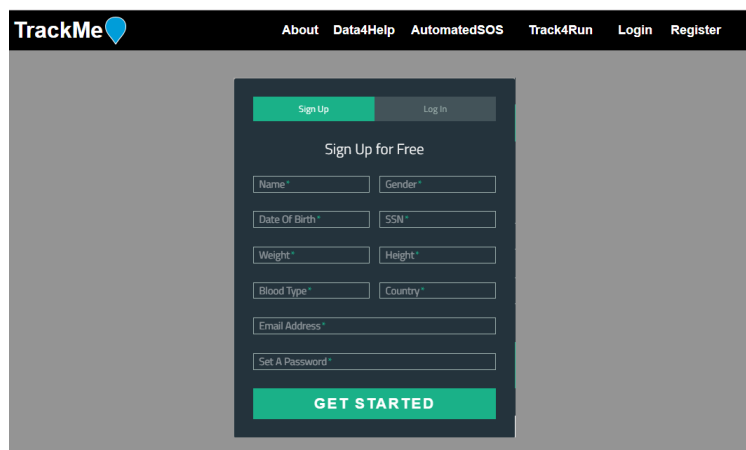 TrackMe About Data4Help AutomatedSOS Track4Run Login Register
Sign Up Log In
Sign Up for Free
Name* Gender*
Date Of Birth* SSN*
Weight* Height*
Blood Type* Country*
Email Address*
Set A Password*
GET STARTED